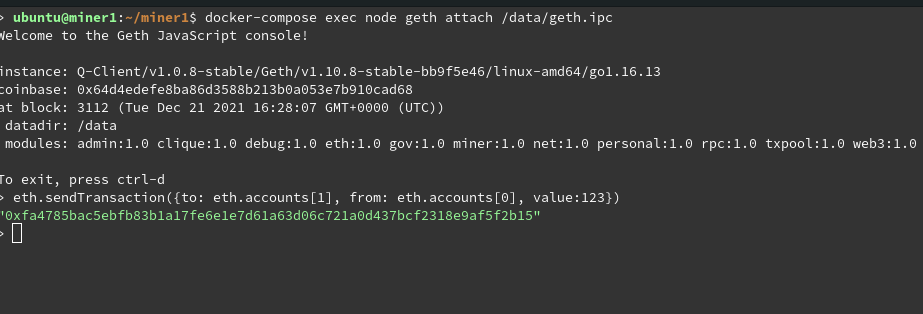 > ubuntu@miner1:~/miner1$ docker-compose exec node geth attach /data/geth.ipc
Welcome to the Geth JavaScript console!
instance: Q-Client/v1.0.8-stable/Geth/v1.10.8-stable-bb9f5e46/linux-amd64/go1.16.13
coinbase: 0x64d4edefe8ba86d3588b213b0a053e7b910cad68
at block: 3112 (Tue Dec 21 2021 16:28:07 GMT+0000 (UTC))
datadir: /data
modules: admin:1.0 clique:1.0 debug:1.0 eth:1.0 gov:1.0 miner:1.0 net:1.0 personal:1.0 rpc:1.0 txpool:1.0 web3:1.0
To exit, press ctrl-d
> eth.sendTransaction({to: eth.accounts[1], from: eth.accounts[0], value:123})
"0xfa4785bac5ebfb83b1a17fe6e1e7d61a63d06c721a0d437bcf2318e9af5f2b15"
>